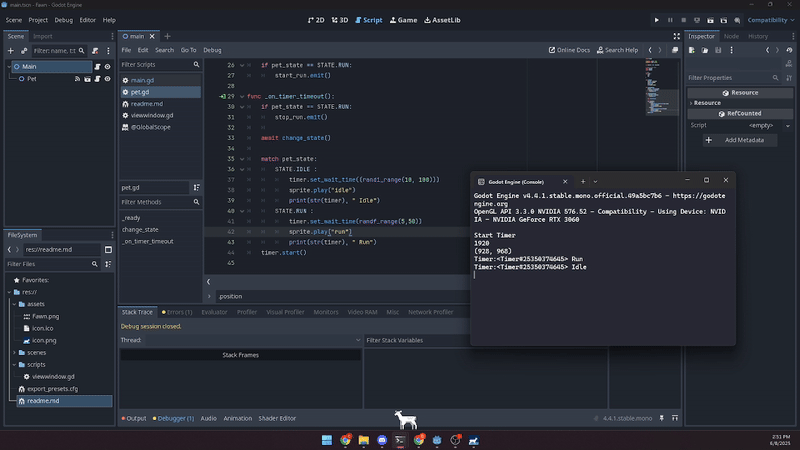 main.tscn - Fawn - Godot Engine
Scene Project Debug Editor Help
2D 3D Script Game AssetLib
Compatibility
Scene Import
Filter: name, t:t
Main
Pet
main
File Edit Search Go To Debug
Online Docs Search Help
Filter Scripts
main.gd
pet.gd
readme.md
viewwindow.gd
@GlobalScope
pet.gd
Filter Methods
_ready
change_state
_on_timer_timeout
26 if pet_state == STATE.RUN:
27 start_run.emit()
28
29 func _on_timer_timeout():
30 if pet_state == STATE.RUN:
31 stop_run.emit()
32
33 await change_state()
34
35 match pet_state:
36 STATE.IDLE :
37 timer.set_wait_time((randi_range(10, 100)))
38 sprite.play("idle")
39 print(str(timer), " Idle")
40 STATE.RUN :
41 timer.set_wait_time(randf_range(5,50))
42 sprite.play("run")
43 print(str(timer), " Run")
44 timer.start()
45
.position
FileSystem
res://readme.md
Filter Files
Favorites:
res://
assets
Fawn.png
icon.ico
icon.png
scenes
scripts
viewwindow.gd
export_presets.cfg
readme.md
Stack Trace Errors (1) Evaluator Profiler Visual Profiler Monitors Video RAM Misc Network Profiler
Debug session closed.
Thread:
Stack Frames
Filter Stack Variables
Output Debugger (1) Audio Animation Shader Editor
4.4.1.stable.mono
Godot Engine (Console)
Godot Engine v4.4.1.stable.mono.official.49a5bc7b6 - https://godote
ngine.org
OpenGL API 3.3.0 NVIDIA 576.52 - Compatibility - Using Device: NVID
IA - NVIDIA GeForce RTX 3060
Start Timer
1920
(928, 968)
Timer:<Timer#25350374645> Run
Timer:<Timer#25350374645> Idle
Inspector Node History
Filter Properties
Resource
Resource
RefCounted
Script <empty>
Add Metadata
2:51 PM
6/8/2025